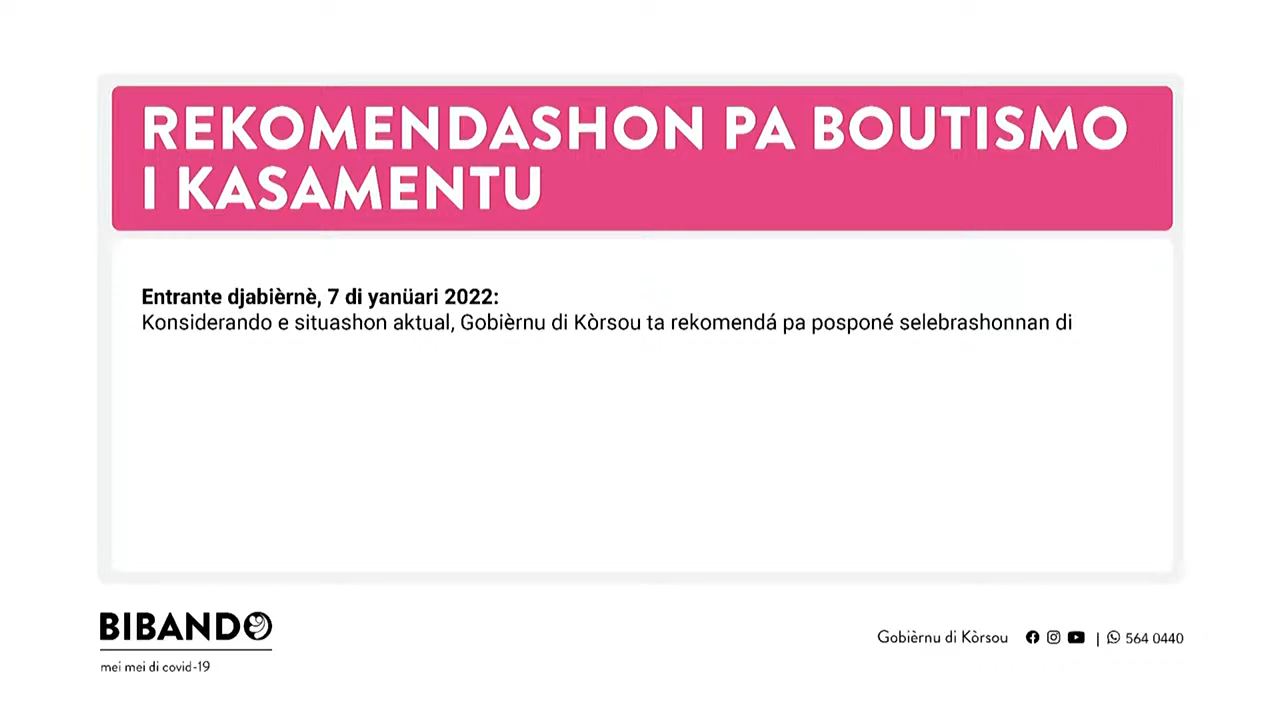 REKOMENDASHON PA BOUTISMO
I KASAMENTU
Entrante djabièrnè, 7 di yanüari 2022:
Konsiderando e situashon aktual, Gobièrnu di Kòrsou ta rekomendá pa posponé selebrashonnan di
BIBANDO
mei mei di covid-19
Gobièrnu di Kòrsou | 564 0440